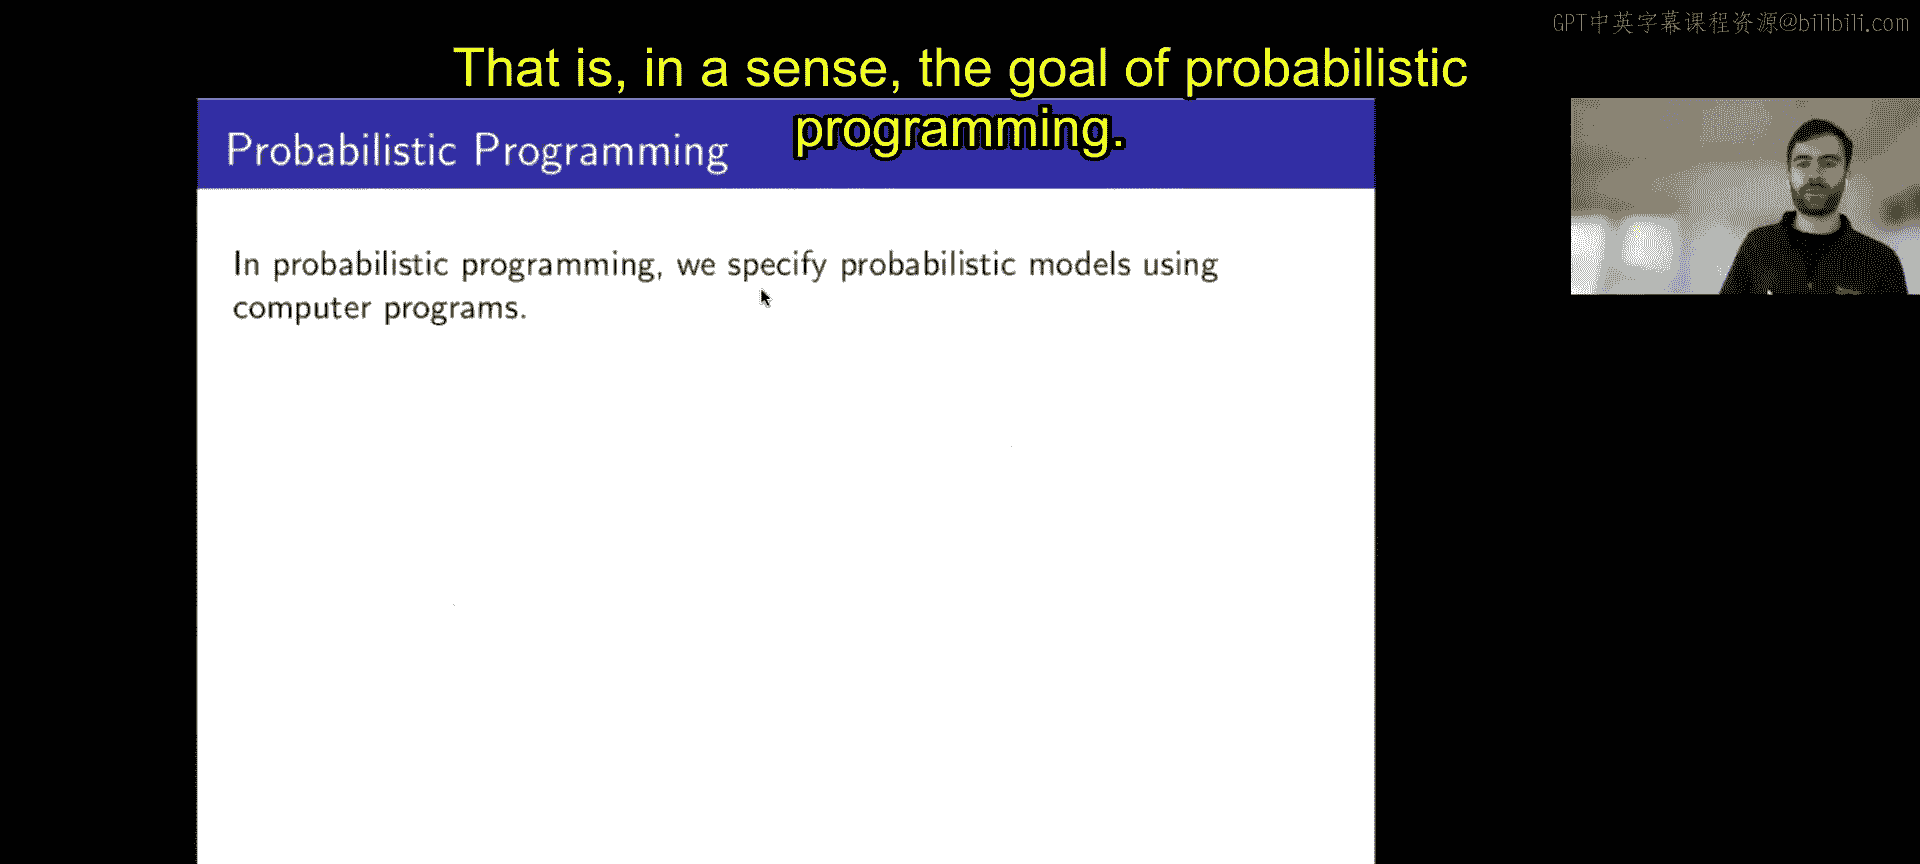 GPT中英字幕课程资源@bilibili.com
That is, in a sense, the goal of probabilistic
programming.
Probabilistic Programming
In probabilistic programming, we specify probabilistic models using
computer programs.